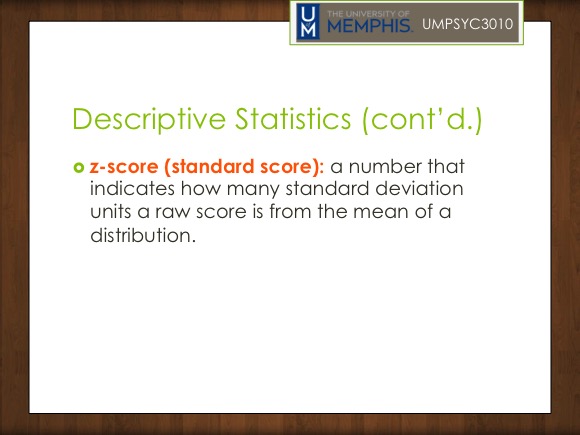 UM
THE UNIVERSITY OF
MEMPHIS.
UMPSYC3010
Descriptive Statistics (cont’d.)
z-score (standard score): a number that
indicates how many standard deviation
units a raw score is from the mean of a
distribution.